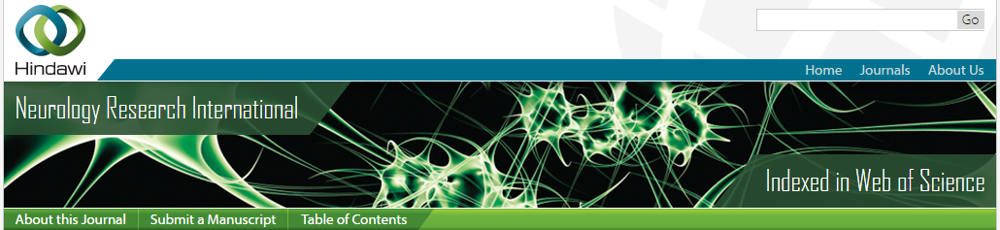 Go
Hindawi
Home Journals About Us
Neurology Research International
Indexed in Web of Science
About this Journal Submit a Manuscript Table of Contents